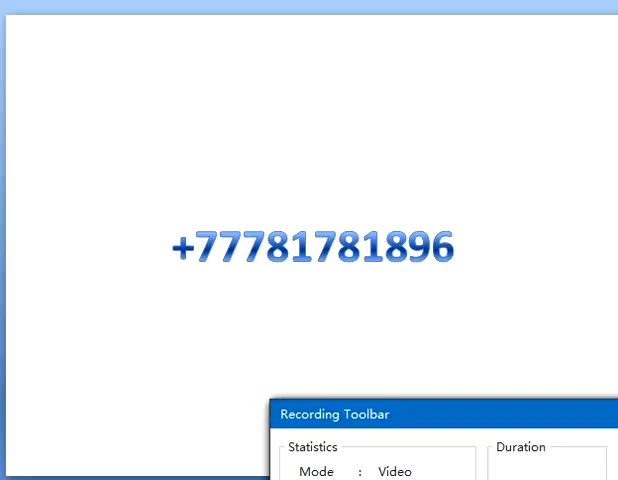 +77781781896
Recording Toolbar
Statistics
Duration
Mode : Video